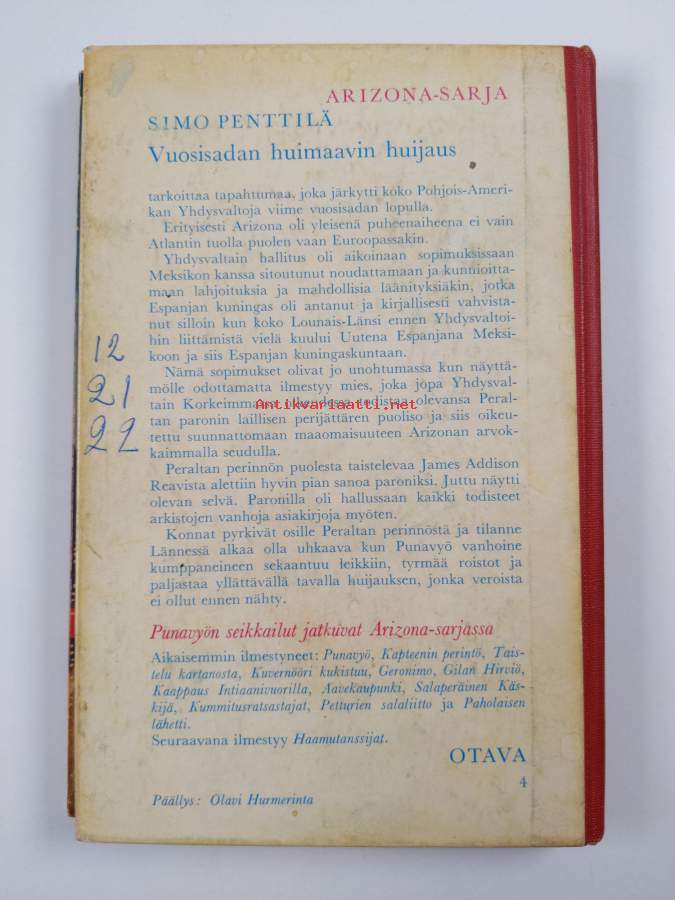 ARIZONA-SARJA
SIMO PENTTILÄ
Vuosisadan huimaavin huijaus
tarkoittaa tapahtumaa, joka järkytti koko Pohjois-Ameri-
kan Yhdysvaltoja viime vuosisadan lopulla.
Erityisesti Arizona oli yleisenä puheenaiheena ei vain
Atlantin tuolla puolen vaan Euroopassakin.
Yhdysvaltain hallitus oli aikoinaan sopimuksissaan
Meksikon kanssa sitoutunut noudattamaan ja kunnioitta-
maan lahjoituksia ja mahdollisia läänityksiäkin, jotka
Espanjan kuningas oli antanut ja kirjallisesti vahvista-
nut silloin kun koko Lounais-Länsi ennen Yhdysvaltoi-
hin liittämistä vielä kuului Uutena Espanjana Meksi-
koon ja siis Espanjan kuningaskuntaan.
Nämä sopimukset olivat jo unohtumassa kun näyttä-
mölle odottamatta ilmestyy mies, joka jopa Yhdysval-
tain Korkeimmassa oikeudessa todistaa olevansa Peral-
tan paronin laillisen perijättären puoliso ja siis oikeu-
tettu suunnattomaan maaomaisuuteen Arizonan arvok-
kaimmalla seudulla.
Peraltan perinnön puolesta taistelevaa James Addison
Reavista alettiin hyvin pian sanoa paroniksi. Juttu näytti
olevan selvä. Paronilla oli hallussaan kaikki todisteet
arkistojen vanhoja asiakirjoja myöten.
Konnat pyrkivät osille Peraltan perinnöstä ja tilanne
Lännessä alkaa olla uhkaava kun Punavyö vanhoine
kumppaneineen sekaantuu leikkiin, tyrmää roistot ja
paljastaa yllättävällä tavalla huijauksen, jonka veroista
ei ollut ennen nähty.
Punavyön seikkailut jatkuvat Arizona-sarjassa
Aikaisemmin ilmestyneet: Punavyö, Kapteenin perintö, Tais-
telu kartanosta, Kuvernööri kukistuu, Geronimo, Gilan Hirviö,
Kaappaus Intiaanivuorilla, Aavekaupunki, Salaperäinen Käs-
kijä, Kummitusratsastajat, Petturien salaliitto ja Paholaisen
lähetti.
Seuraavana ilmestyy Haamutanssijat.
OTAVA
4
Päällys: Olavi Hurmerinta
12
21
22
Antikvariaatti.net